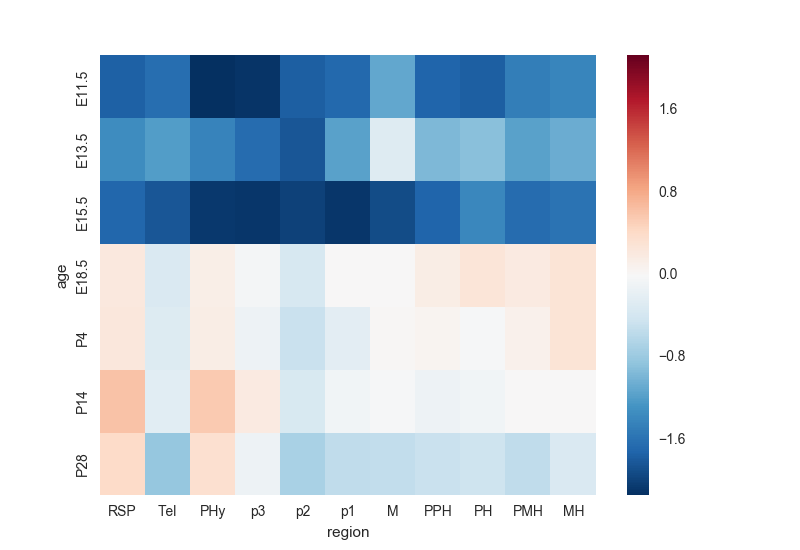 age
E11.5
E13.5
E15.5
E18.5
P4
P14
P28
RSP Tel PHy p3 p2 p1 M PPH PH PMH MH
region
1.6
0.8
0.0
−0.8
−1.6